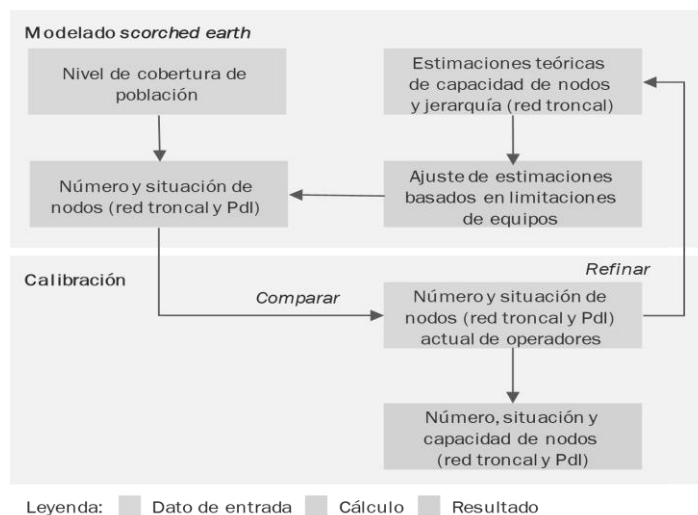 Modelado scorched earth
Nivel de cobertura de
población
Estimaciones teóricas
de capacidad de nodos
y jerarquía (red troncal)
Número y situación de
nodos (red troncal y PdI)
Ajuste de estimaciones
basados en limitaciones
de equipos
Calibración
Refinar
Comparar
Número y situación de
nodos (red troncal y PdI)
actual de operadores
Número, situación y
capacidad de nodos
(red troncal y PdI)
Leyenda: Dato de entrada Cálculo Resultado